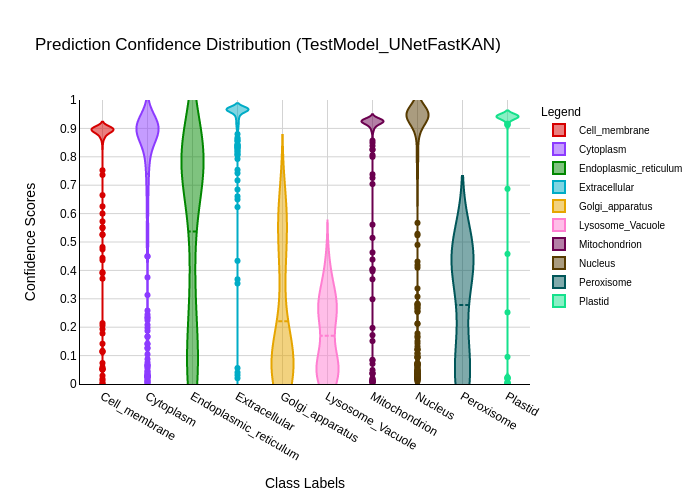 Prediction Confidence Distribution (TestModel_UNetFastKAN)
1
0.9
0.8
0.7
0.6
0.5
0.4
0.3
0.2
0.1
0
Confidence Scores
Cell_membrane
Cytoplasm
Endoplasmic_reticulum
Extracellular
Golgi_apparatus
Lysosome_Vacuole
Mitochondrion
Nucleus
Peroxisome
Plastid
Class Labels
Legend
Cell_membrane
Cytoplasm
Endoplasmic_reticulum
Extracellular
Golgi_apparatus
Lysosome_Vacuole
Mitochondrion
Nucleus
Peroxisome
Plastid